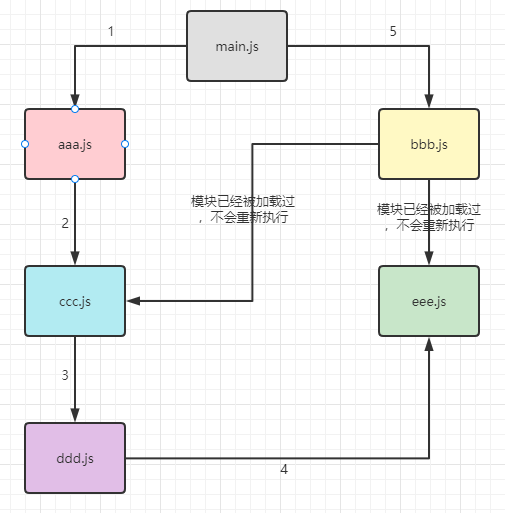 1
main.js
5
aaa.js
bbb.js
模块已经被加载过
，不会重新执行
模块已经被加载过
，不会重新执行
2
ccc.js
eee.js
3
ddd.js
4